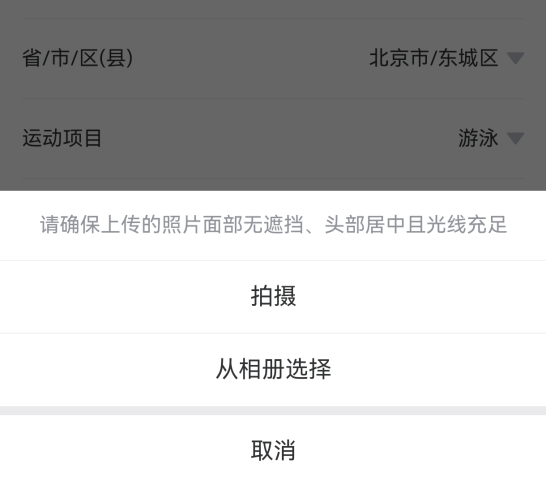 省/市/区(县) 北京市/东城区
运动项目 游泳
请确保上传的照片面部无遮挡、头部居中且光线充足
拍摄
从相册选择
取消